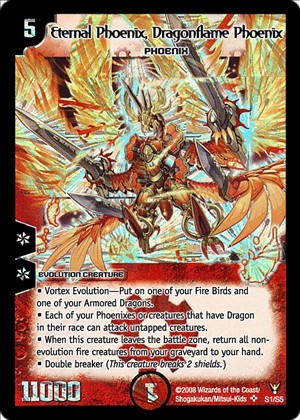 5 Eternal Phoenix, Dragonflame Phoenix
PHOENIX
EVOLUTION CREATURE
▪ Vortex Evolution—Put on one of your Fire Birds and
one of your Armored Dragons.
▪ Each of your Phoenixes or creatures that have Dragon
in their race can attack untapped creatures.
▪ When this creature leaves the battle zone, return all non-
evolution fire creatures from your graveyard to your hand.
▪ Double breaker (This creature breaks 2 shields.)
11000
1
©2008 Wizards of the Coast/
Shogakukan/Mitsui-Kids S1/S5